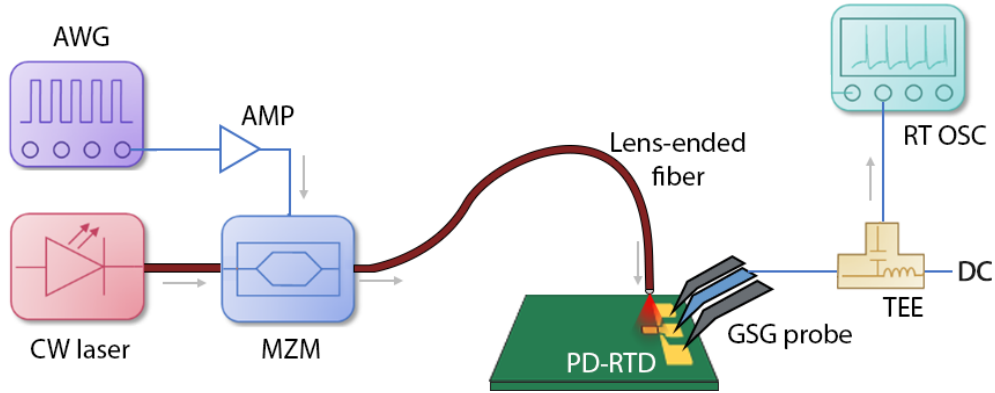 AWG
AMP
CW laser
MZM
Lens-ended
fiber
PD-RTD
GSG probe
RT OSC
TEE
DC